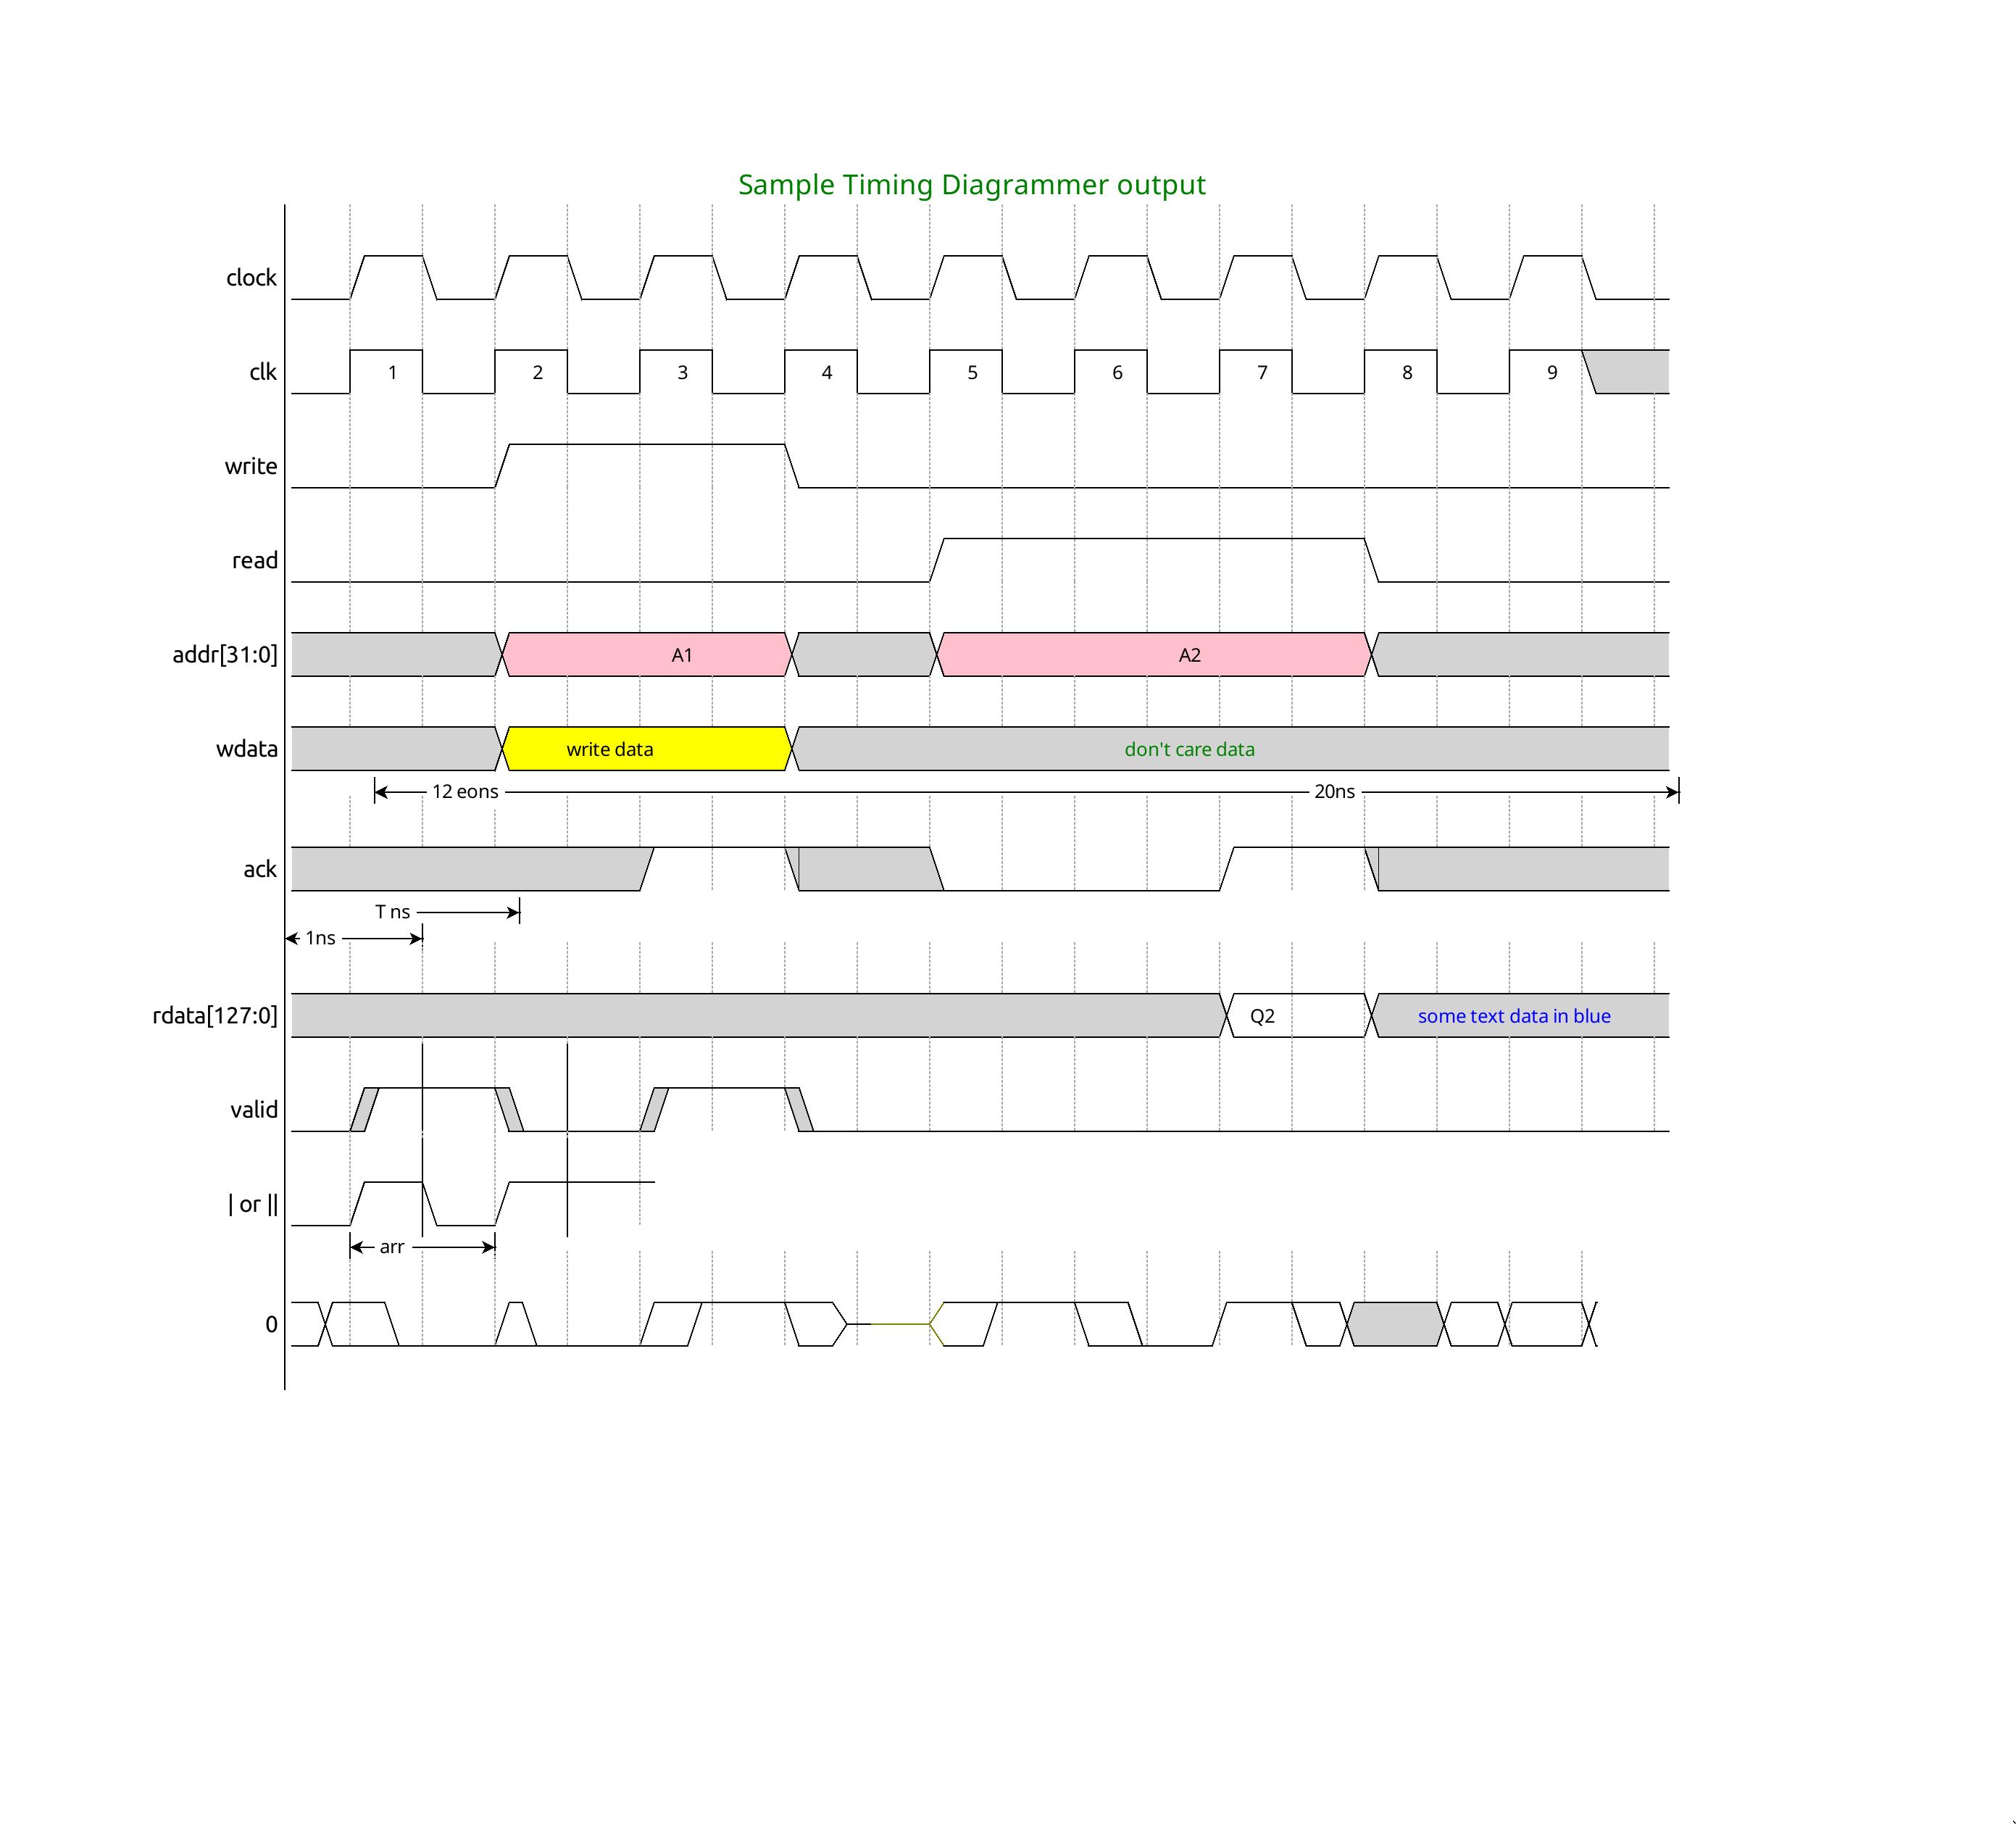 Sample Timing Diagrammer output
clock
clk 1 2 3 4 5 6 7 8 9
write
read
addr[31:0] A1 A2
wdata write data don't care data
12 eons 20ns
ack
T ns
1ns
rdata[127:0] Q2 some text data in blue
valid
| or ||
arr
0